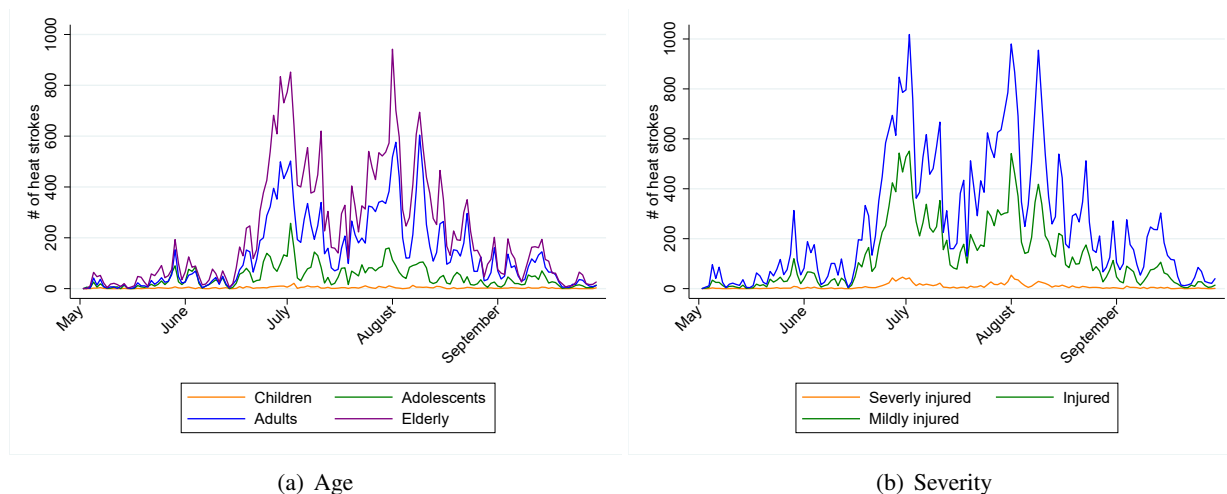 # of heat strokes
1000
800
600
400
200
0
May
June
July
August
September
Children
Adolescents
Adults
Elderly
(a) Age
# of heat strokes
1000
800
600
400
200
0
May
June
July
August
September
Severly injured
Injured
Mildly injured
(b) Severity